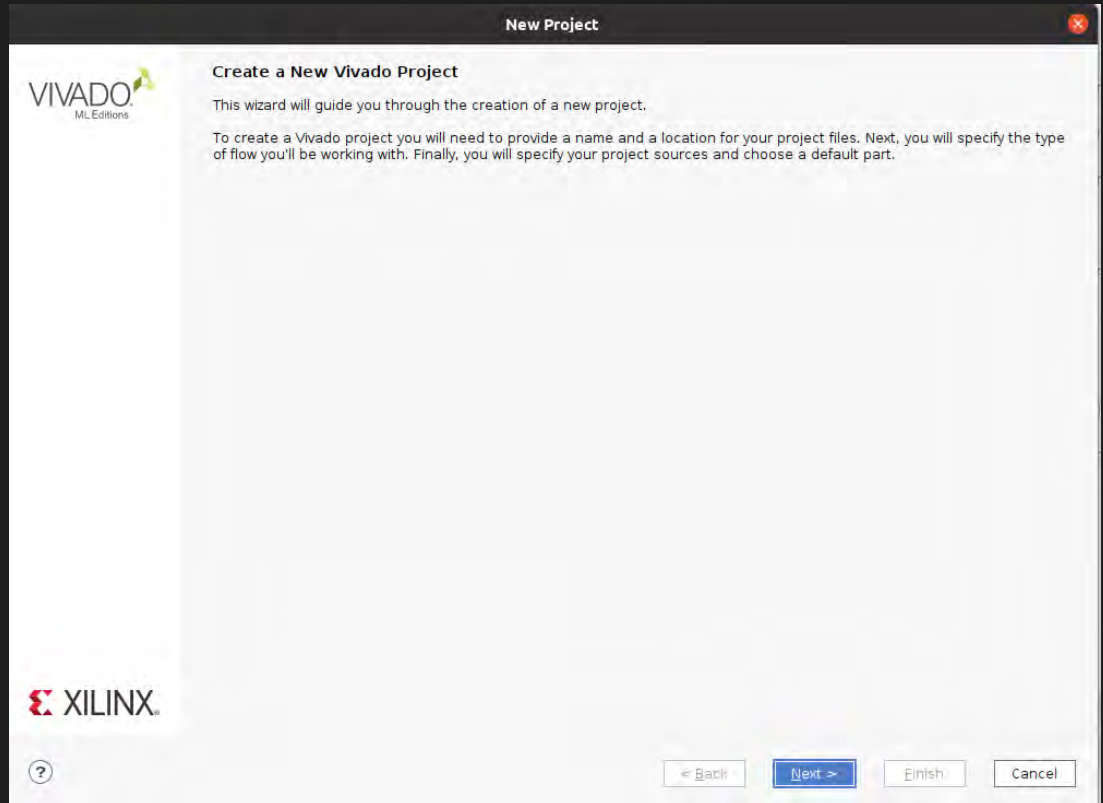 New Project
VIVADO.
ML Editions
Create a New Vivado Project
This wizard will guide you through the creation of a new project.
To create a Vivado project you will need to provide a name and a location for your project files. Next, you will specify the type
of flow you'll be working with. Finally, you will specify your project sources and choose a default part.
XILINX.
?
< Back
Next >
Finish
Cancel